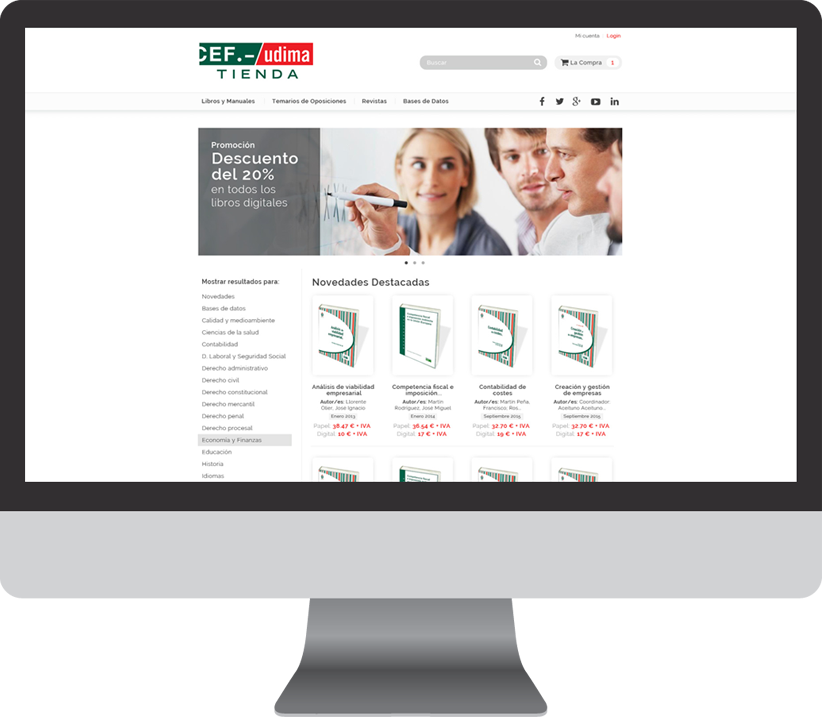 Mi cuenta Login
CEF.- udima
TIENDA
Buscar
La Compra 1
Libros y Manuales Temarios de Oposiciones Revistas Bases de Datos
Promoción
Descuento
del 20%
en todos los
libros digitales
Mostrar resultados para:
Novedades
Bases de datos
Calidad y medioambiente
Ciencias de la salud
Contabilidad
D. Laboral y Seguridad Social
Derecho administrativo
Derecho civil
Derecho constitucional
Derecho mercantil
Derecho penal
Derecho procesal
Economía y Finanzas
Educación
Historia
Idiomas
Novedades Destacadas
Análisis de viabilidad
empresarial
Autor/es: Llorente
Olier, José Ignacio
Enero 2013
Papel: 38.47 € + IVA
Digital: 10 € + IVA
Competencia fiscal e
imposición...
Autor/es: Martín
Rodríguez, José Miguel
Enero 2014
Papel: 36.54 € + IVA
Digital: 17 € + IVA
Contabilidad de
costes
Autor/es: Martín Peña,
Francisco, Ros...
Septiembre 2015
Papel: 32.70 € + IVA
Digital: 19 € + IVA
Creación y gestión
de empresas
Autor/es: Coordinador
Aceituno Aceituno...
Septiembre 2015
Papel: 32.70 € + IVA
Digital: 17 € + IVA